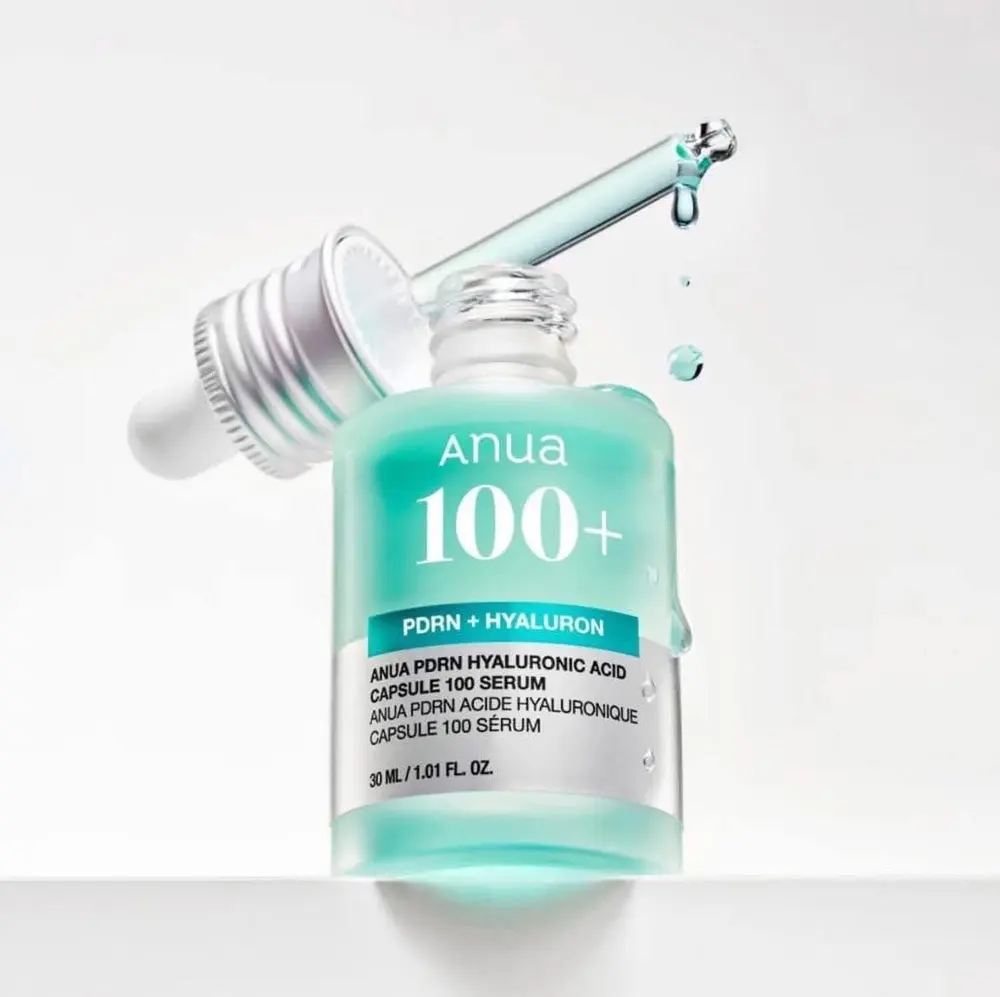 Anua
100+
PDRN + HYALURON
ANUA PDRN HYALURONIC ACID
CAPSULE 100 SERUM
ANUA PDRN ACIDE HYALURONIQUE
CAPSULE 100 SÉRUM
30 ML / 1.01 FL. OZ.